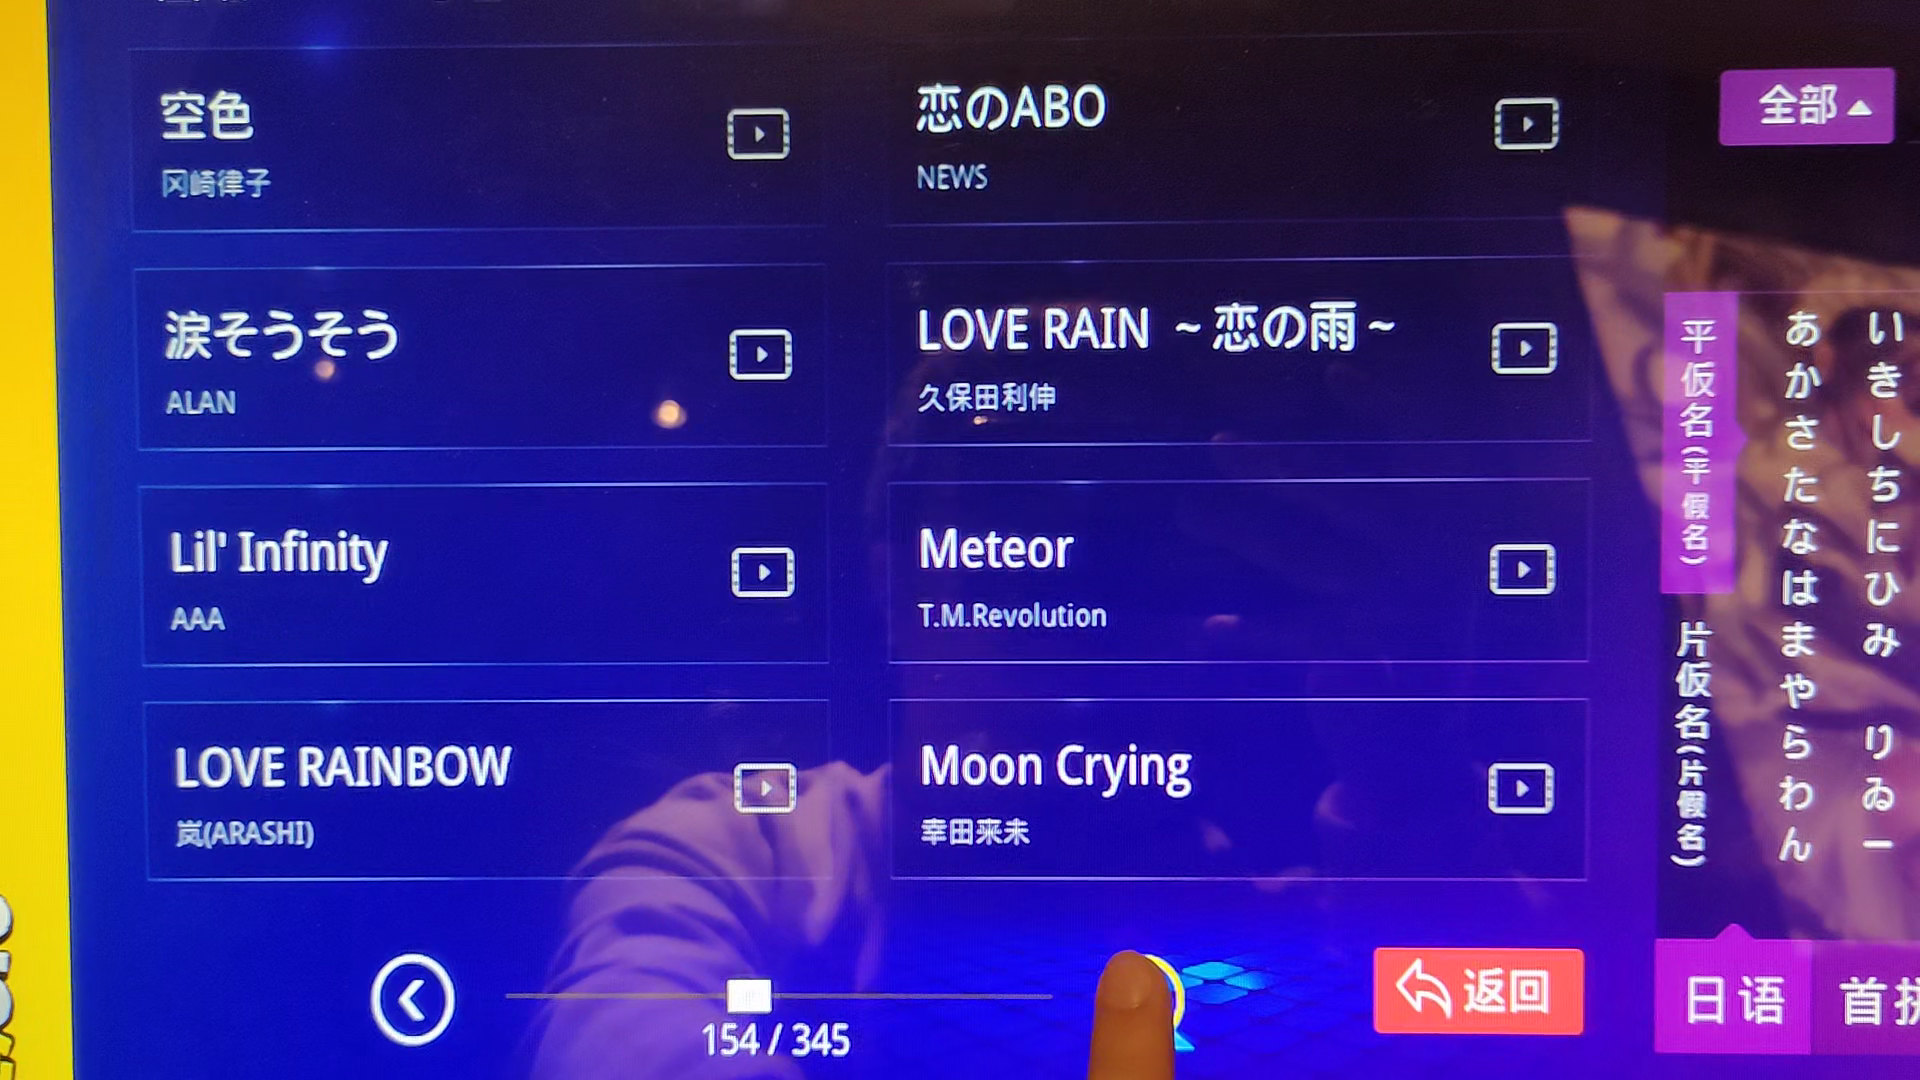 空色
冈崎律子
恋のABO
NEWS
涙そうそう
ALAN
LOVE RAIN ～恋の雨～
久保田利伸
Lil' Infinity
AAA
Meteor
T.M.Revolution
LOVE RAINBOW
岚(ARASHI)
Moon Crying
幸田来未
154 / 345
返回
全部
平仮名(平假名)
片仮名(片假名)
あかさたなはまやらわん
いきしちにひみ りゐー
日语
首